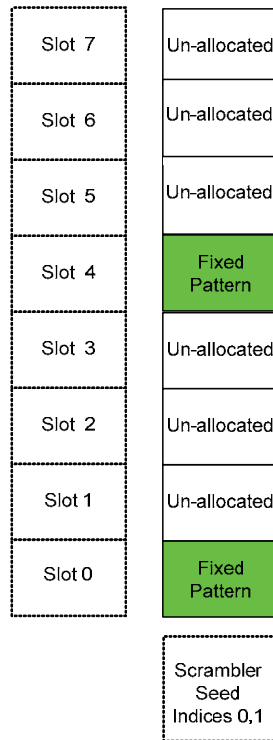 Slot 7
Un-allocated
Slot 6
Un-allocated
Slot 5
Un-allocated
Slot 4
Fixed
Pattern
Slot 3
Un-allocated
Slot 2
Un-allocated
Slot 1
Un-allocated
Slot 0
Fixed
Pattern
Scrambler
Seed
Indices 0,1